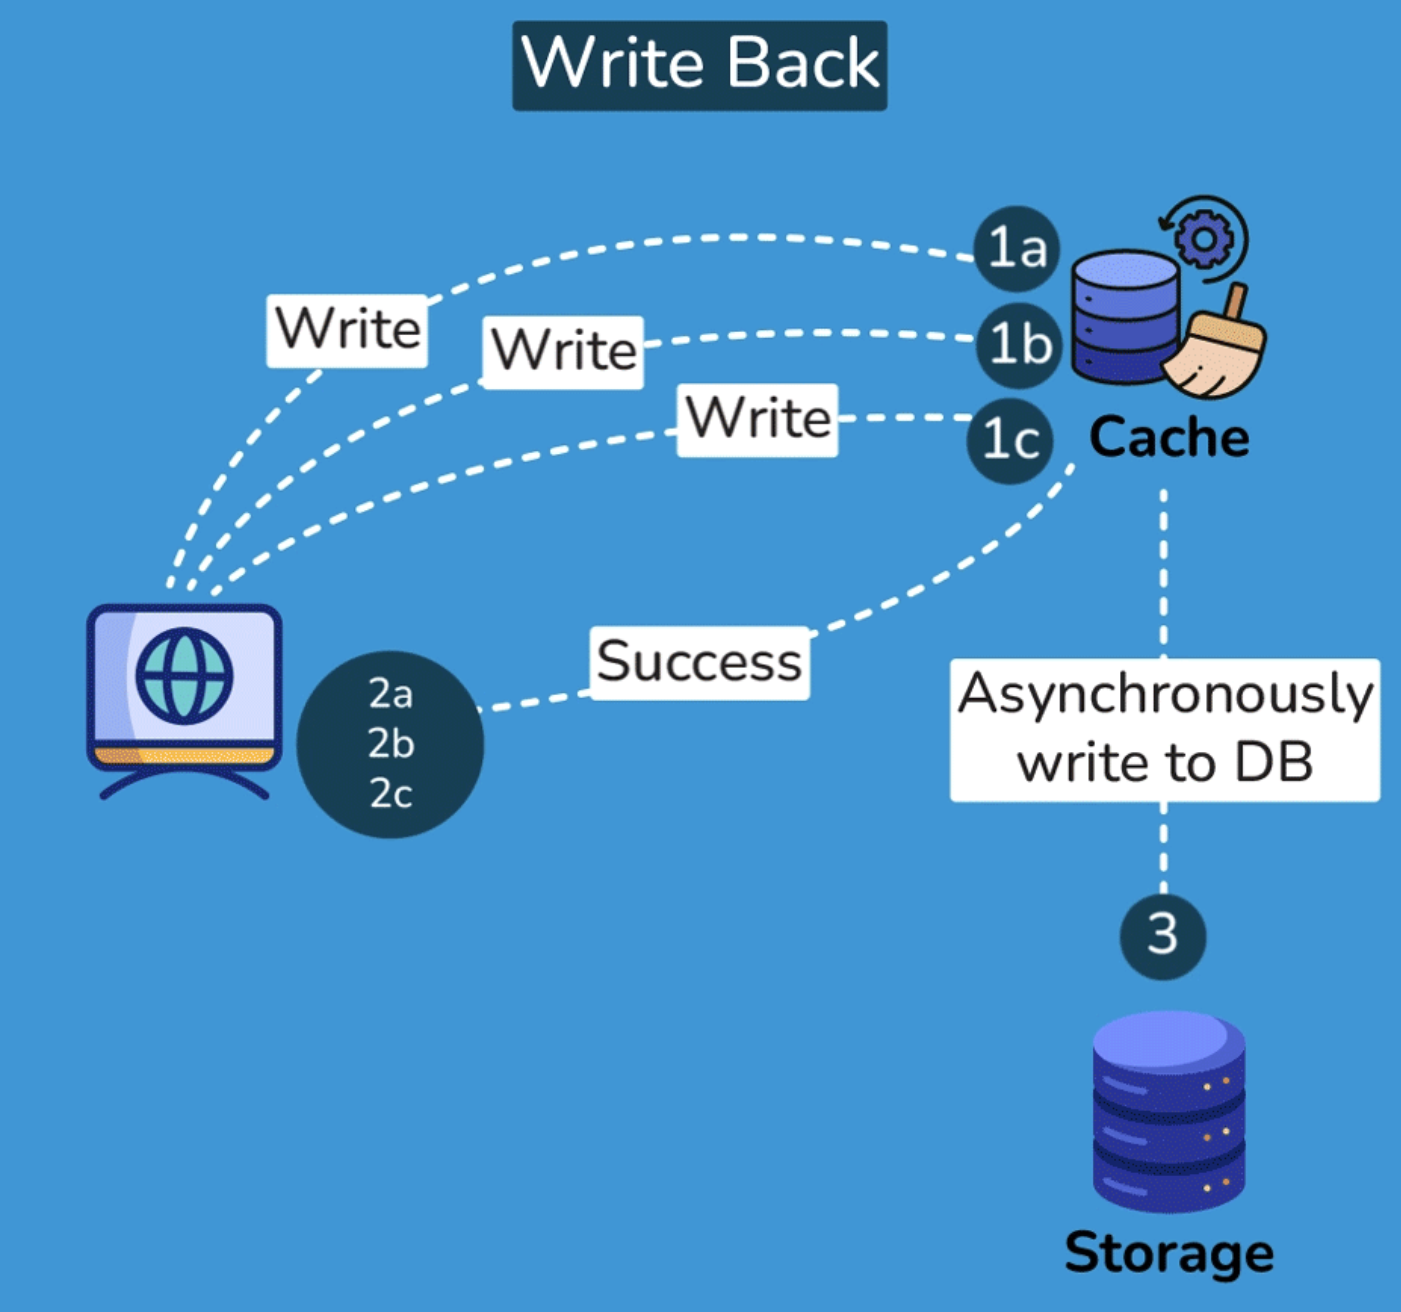 Write Back
1a
Write
Write
1b
Write
1c
Cache
Success
2a
2b
2c
Asynchronously
write to DB
3
Storage